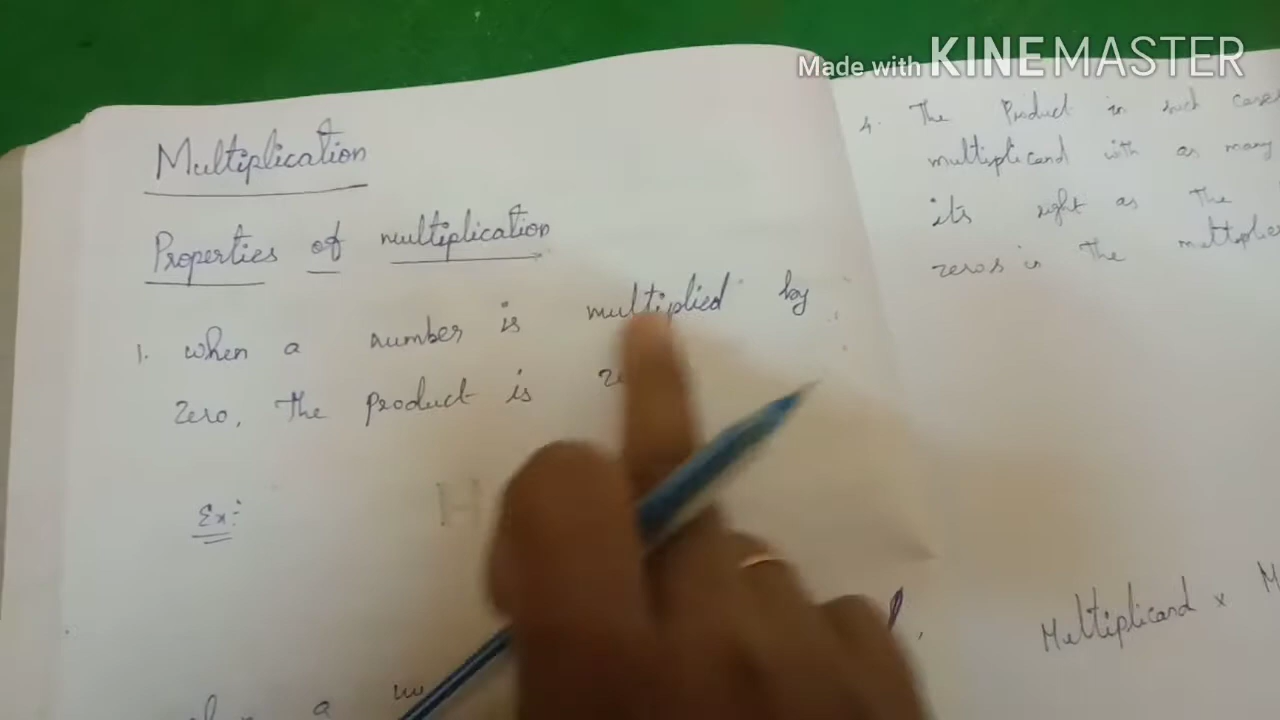 Made with KINEMASTER
Multiplication
Properties of multiplication
1. when a number is multiplied by
zero, The product is
Ex:-
a
4. The Product in such
multiplicand with as many
its right as The
zeros in The
Multiplicand x